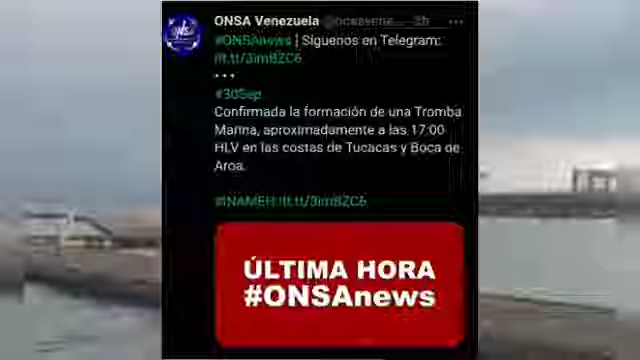 ONSA Venezuela
#ONSAnews | Síguenos en Telegram:
ift.tt/3imBZC6
• • •
#30Sep
Confirmada la formación de una Tromba
Marina, aproximadamente a las 17:00
HLV en las costas de Tucacas y Boca de
Aroa.
#INAMEH ift.tt/3imBZC6
ÚLTIMA HORA
#ONSAnews